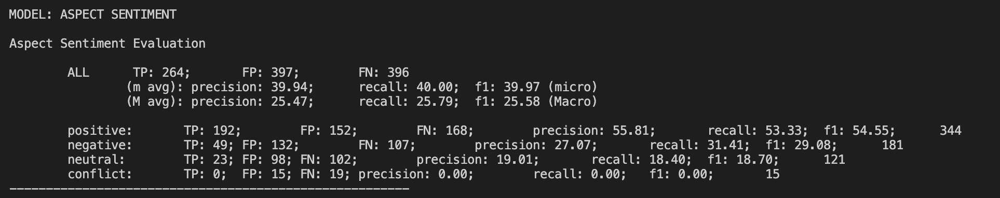 MODEL: ASPECT SENTIMENT
Aspect Sentiment Evaluation
ALL TP: 264; FP: 397; FN: 396
(m avg): precision: 39.94; recall: 40.00; f1: 39.97 (micro)
(M avg): precision: 25.47; recall: 25.79; f1: 25.58 (Macro)
positive: TP: 192; FP: 152; FN: 168; precision: 55.81; recall: 53.33; f1: 54.55; 344
negative: TP: 49; FP: 132; FN: 107; precision: 27.07; recall: 31.41; f1: 29.08; 181
neutral: TP: 23; FP: 98; FN: 102; precision: 19.01; recall: 18.40; f1: 18.70; 121
conflict: TP: 0; FP: 15; FN: 19; precision: 0.00; recall: 0.00; f1: 0.00; 15
-------------------------------------------------------